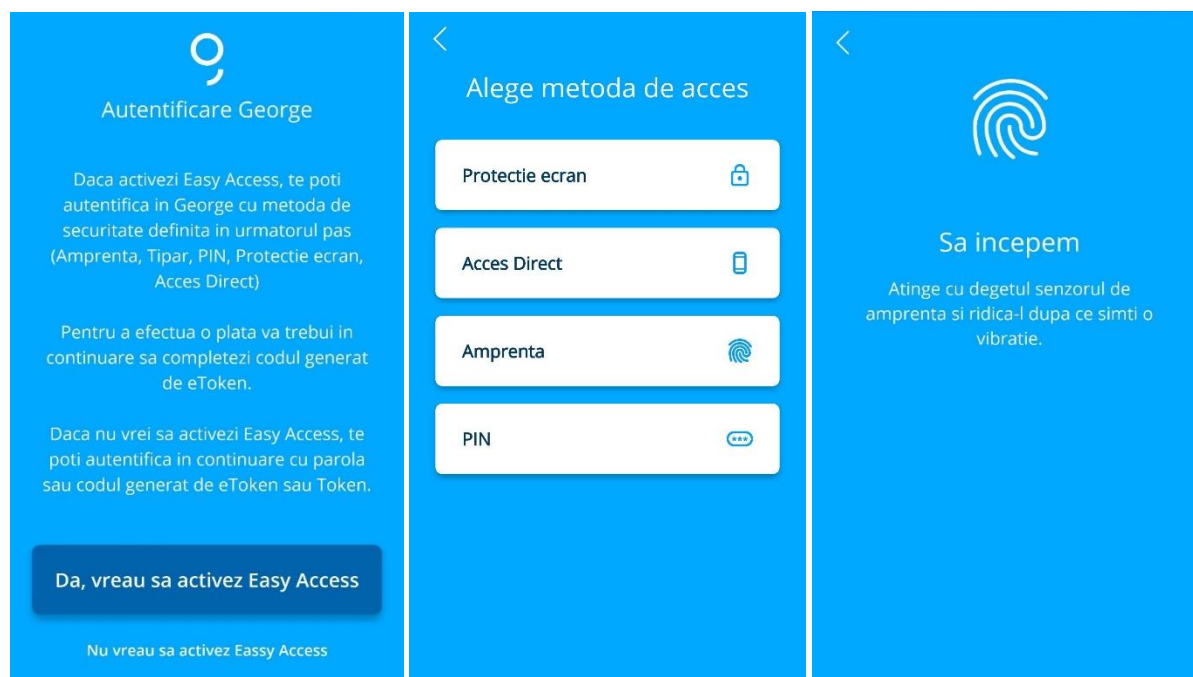 Autentificare George
Daca activezi Easy Access, te poti
autentifica in George cu metoda de
securitate definita in urmatorul pas
(Amprenta, Tipar, PIN, Protectie ecran,
Acces Direct)
Pentru a efectua o plata va trebui in
continuare sa completezi codul generat
de eToken.
Daca nu vrei sa activezi Easy Access, te
poti autentifica in continuare cu parola
sau codul generat de eToken sau Token.
Da, vreau sa activez Easy Access
Nu vreau sa activez Eassy Access
Alege metoda de acces
Protectie ecran
Acces Direct
Amprenta
PIN
Sa incepem
Atinge cu degetul senzorul de
amprenta si ridica-l dupa ce simti o
vibratie.